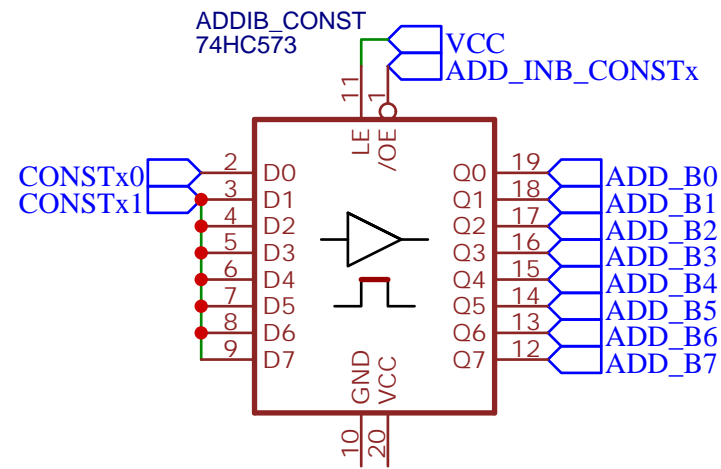 ADDIB_CONST
74HC573
VCC
ADD_INB_CONSTx
11
1
LE
/OE
CONSTx0
2
D0
Q0
19
ADD_B0
CONSTx1
3
D1
Q1
18
ADD_B1
4
D2
Q2
17
ADD_B2
5
D3
Q3
16
ADD_B3
6
D4
Q4
15
ADD_B4
7
D5
Q5
14
ADD_B5
8
D6
Q6
13
ADD_B6
9
D7
Q7
12
ADD_B7
GND
VCC
10
20